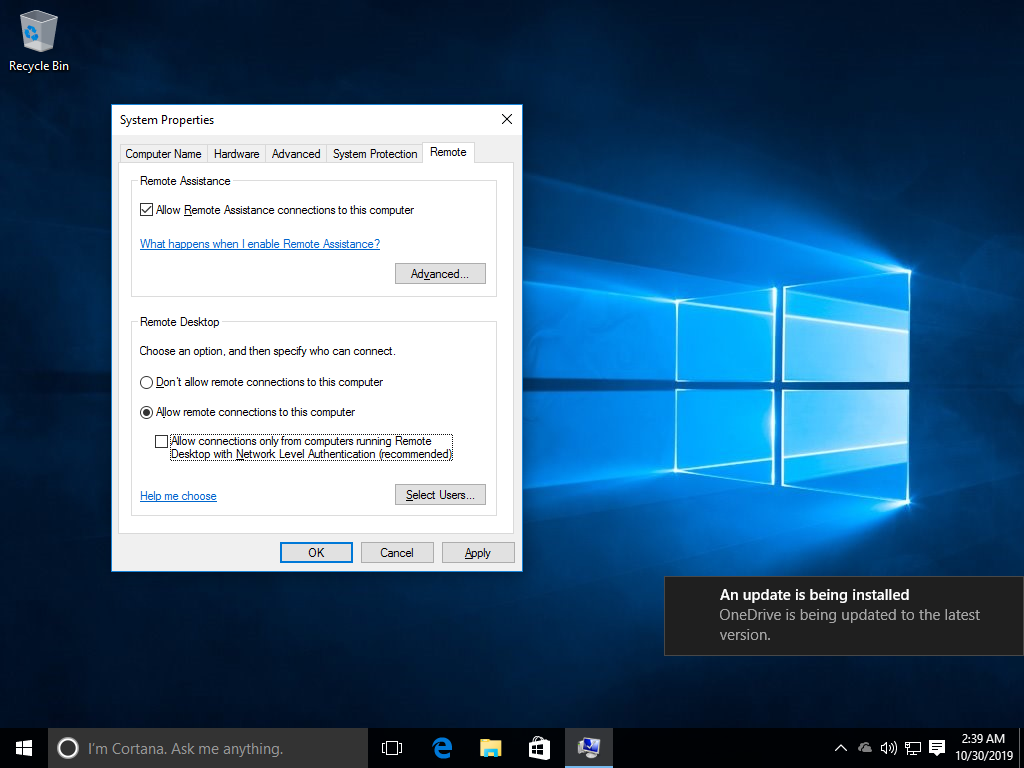 Recycle Bin
System Properties
Computer Name Hardware Advanced System Protection Remote
Remote Assistance
Allow Remote Assistance connections to this computer
What happens when I enable Remote Assistance?
Advanced...
Remote Desktop
Choose an option, and then specify who can connect.
Don't allow remote connections to this computer
Allow remote connections to this computer
Allow connections only from computers running Remote
Desktop with Network Level Authentication (recommended)
Help me choose
Select Users...
OK Cancel Apply
An update is being installed
OneDrive is being updated to the latest
version.
I'm Cortana. Ask me anything.
2:39 AM
10/30/2019